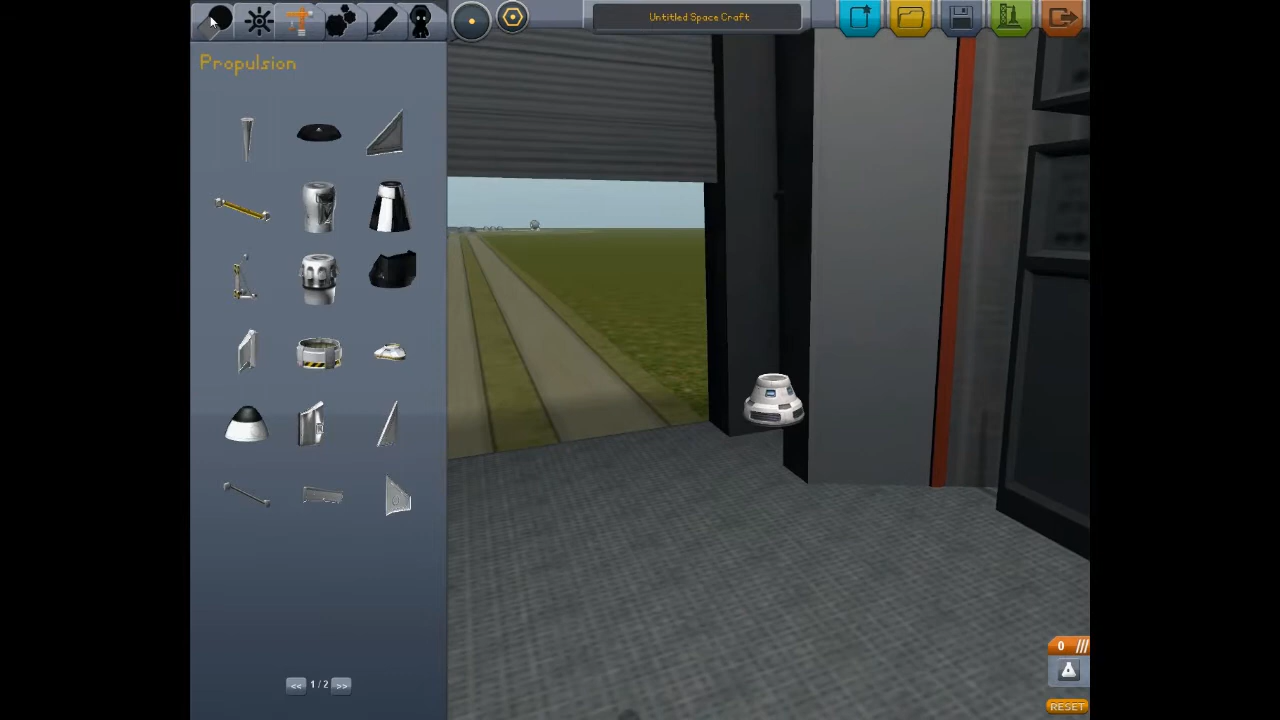 Untitled Space Craft
Propulsion
0
<< 1/2 >>
RESET